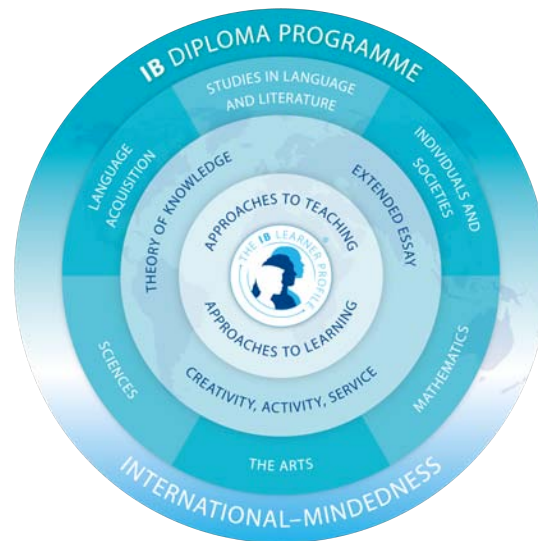 IB DIPLOMA PROGRAMME
STUDIES IN LANGUAGE
AND LITERATURE
LANGUAGE
ACQUISITION
INDIVIDUALS AND
SOCIETIES
THEORY OF KNOWLEDGE
EXTENDED ESSAY
APPROACHES TO TEACHING
THE IB LEARNER PROFILE
®
APPROACHES TO LEARNING
CREATIVITY, ACTIVITY, SERVICE
SCIENCES
MATHEMATICS
THE ARTS
INTERNATIONAL–MINDEDNESS